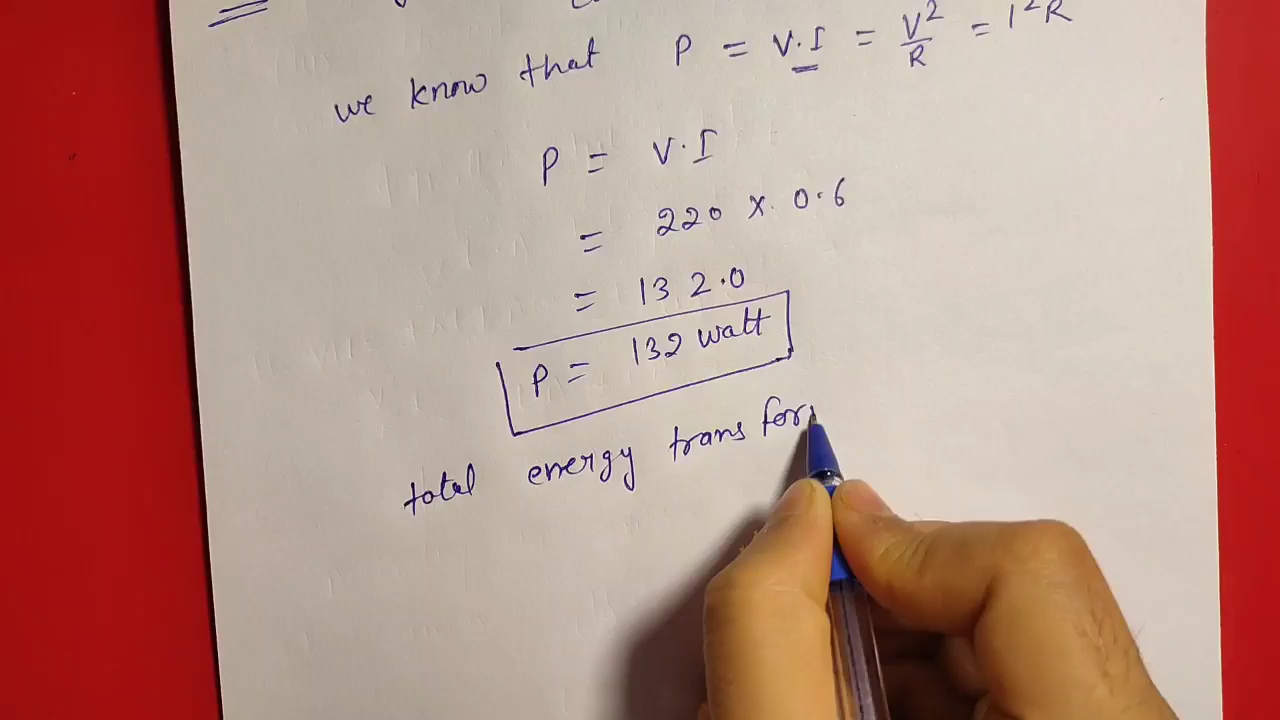 we know that P = V.I = V²/R = I²R
P = V.I
= 220 x. 0.6
= 132.0
P = 132 watt
total energy transfor